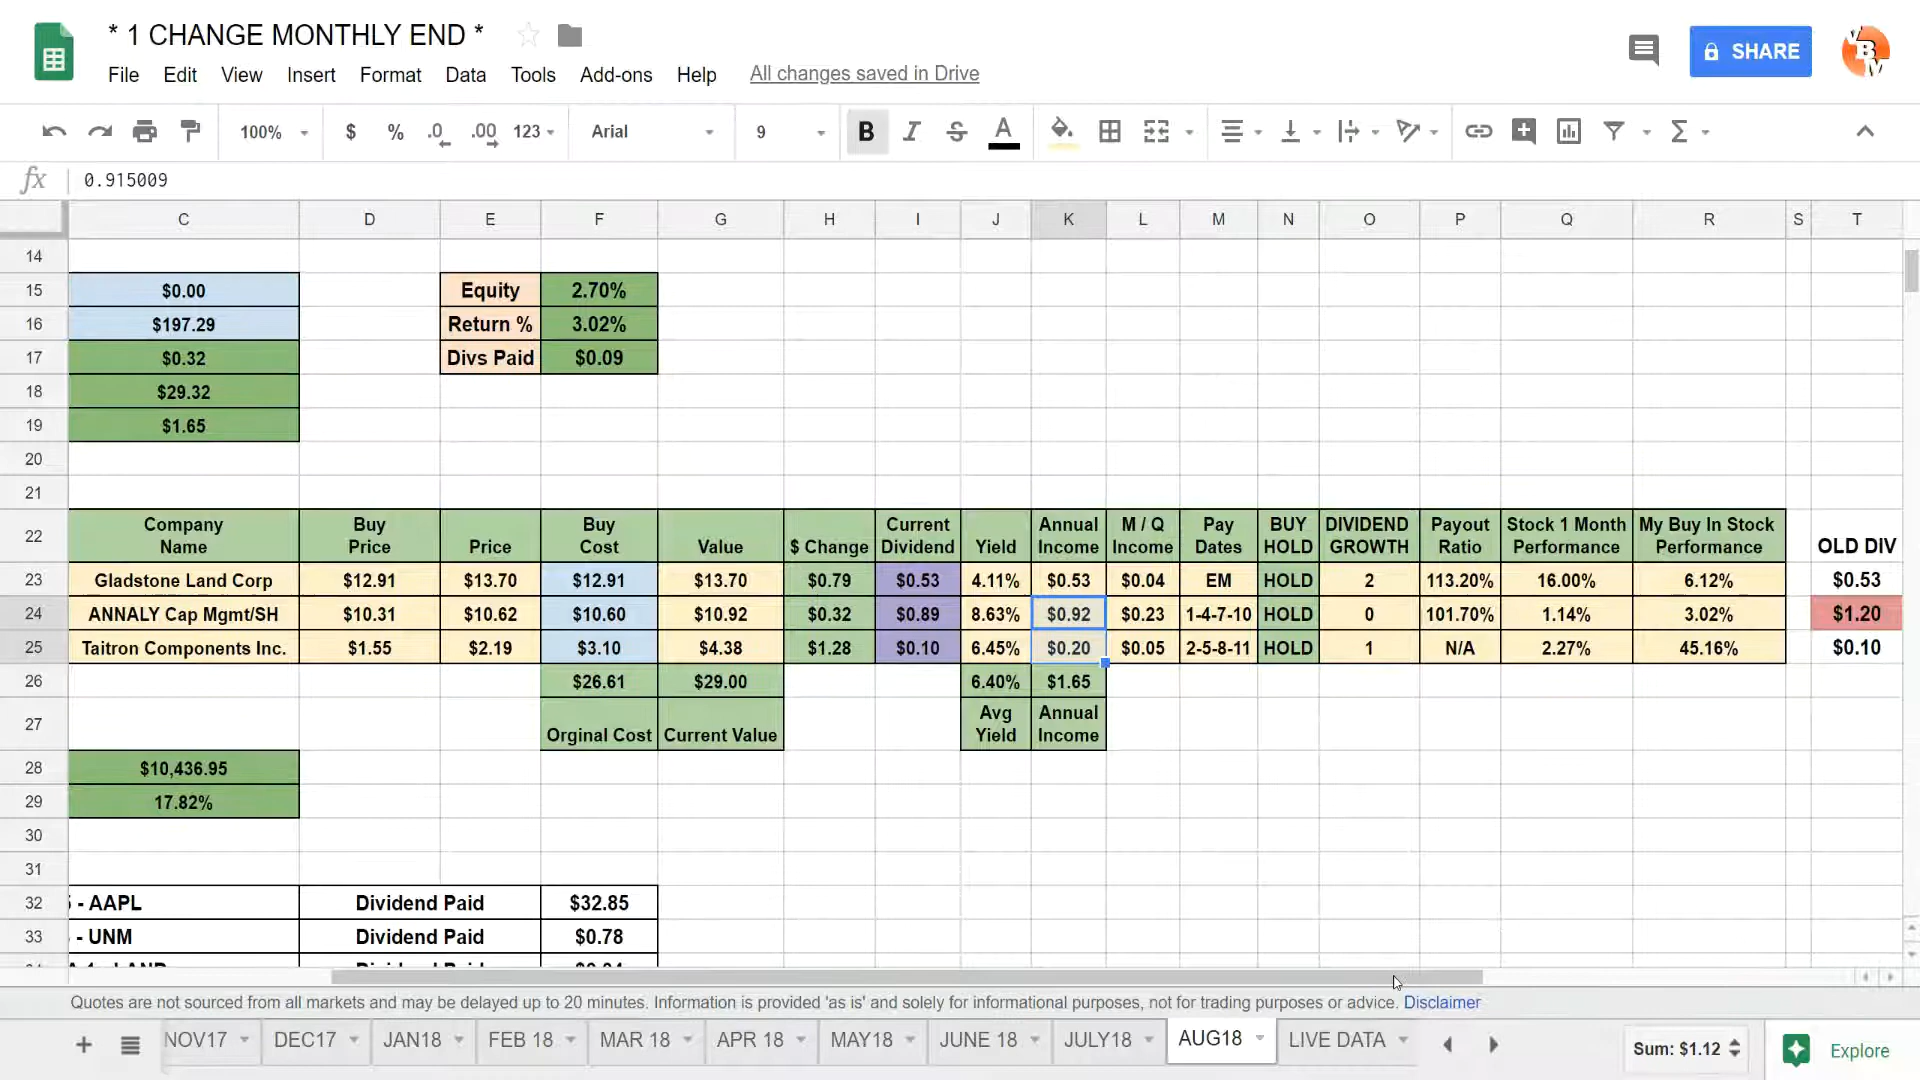 * 1 CHANGE MONTHLY END *
File Edit View Insert Format Data Tools Add-ons Help All changes saved in Drive
SHARE
100% $ % .0 .00 123 Arial 9 B I S A
fx 0.915009
C D E F G H I J K L M N O P Q R S T
14
15 $0.00 Equity 2.70%
16 $197.29 Return % 3.02%
17 $0.32 Divs Paid $0.09
18 $29.32
19 $1.65
20
21
22 Company Name Buy Price Price Buy Cost Value $ Change Current Dividend Yield Annual Income M / Q Income Pay Dates BUY HOLD DIVIDEND GROWTH Payout Ratio Stock 1 Month Performance My Buy In Stock Performance OLD DIV
23 Gladstone Land Corp $12.91 $13.70 $12.91 $13.70 $0.79 $0.53 4.11% $0.53 $0.04 EM HOLD 2 113.20% 16.00% 6.12% $0.53
24 ANNALY Cap Mgmt/SH $10.31 $10.62 $10.60 $10.92 $0.32 $0.89 8.63% $0.92 $0.23 1-4-7-10 HOLD 0 101.70% 1.14% 3.02% $1.20
25 Taitron Components Inc. $1.55 $2.19 $3.10 $4.38 $1.28 $0.10 6.45% $0.20 $0.05 2-5-8-11 HOLD 1 N/A 2.27% 45.16% $0.10
26 $26.61 $29.00 6.40% $1.65
27 Orginal Cost Current Value Avg Yield Annual Income
28 $10,436.95
29 17.82%
30
31
32 - AAPL Dividend Paid $32.85
33 - UNM Dividend Paid $0.78
Quotes are not sourced from all markets and may be delayed up to 20 minutes. Information is provided 'as is' and solely for informational purposes, not for trading purposes or advice. Disclaimer
NOV17 DEC17 JAN18 FEB 18 MAR 18 APR 18 MAY18 JUNE 18 JULY18 AUG18 LIVE DATA Sum: $1.12 Explore